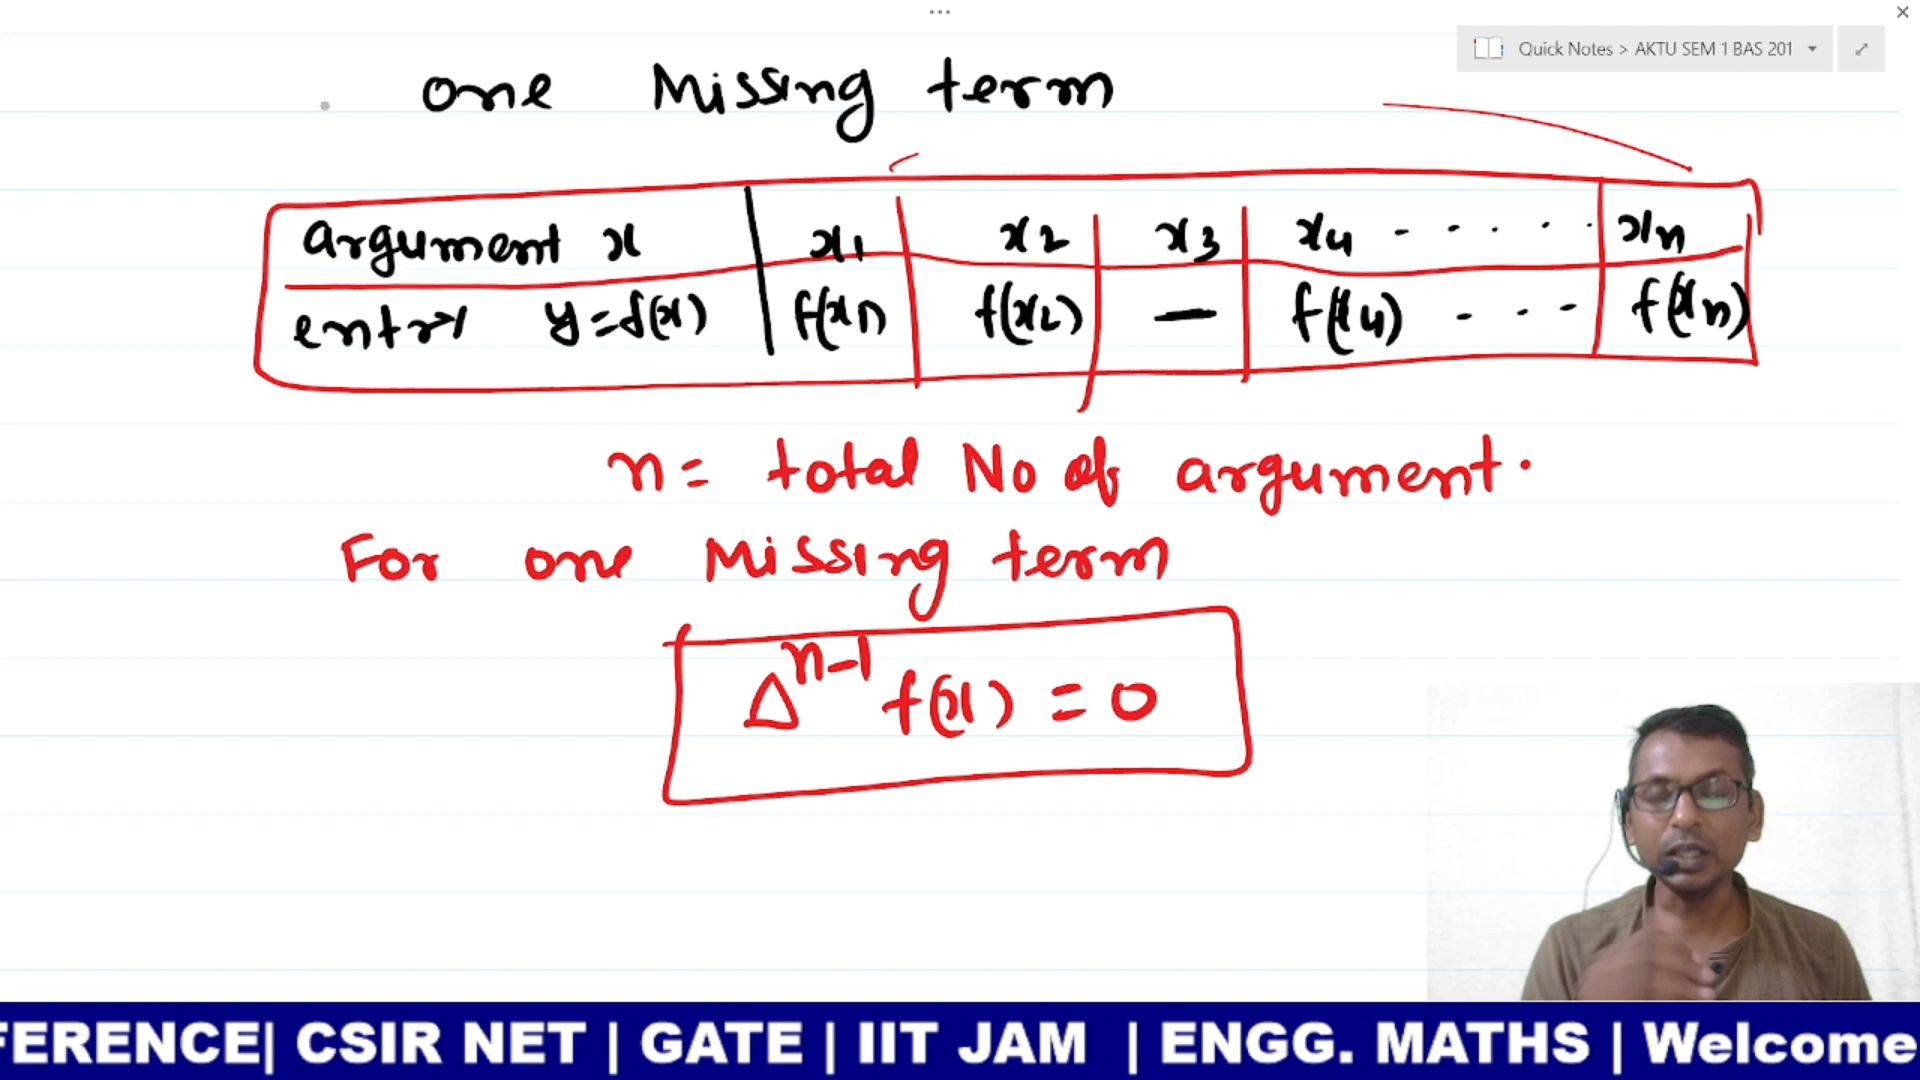 ...
Quick Notes > AKTU SEM 1 BAS 201
one Missing term
argument x x1 x2 x3 x4 - · · · · · xn
entry y=f(x) f(x1) f(x2) — f(x4) - - - - f(xn)
n = total No of argument.
For one Missing term
Δ^{n-1} f(x) = 0
FERENCE| CSIR NET | GATE | IIT JAM | ENGG. MATHS | Welcome